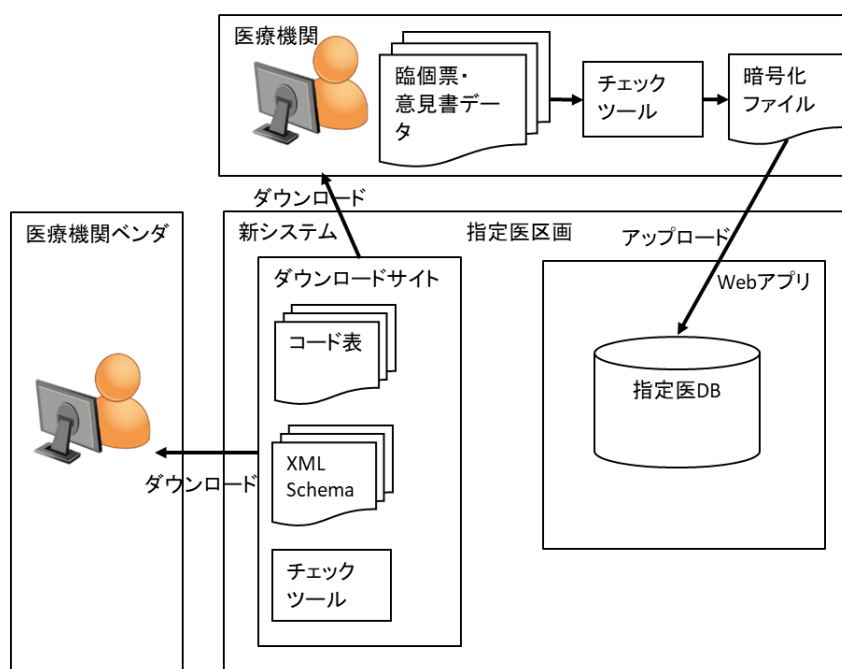 医療機関
臨個票・
意見書デー
タ
チェック
ツール
暗号化
ファイル
ダウンロード
医療機関ベンダ
新システム
指定医区画
アップロード
ダウンロードサイト
Webアプリ
コード表
指定医DB
XML
Schema
ダウンロード
チェック
ツール